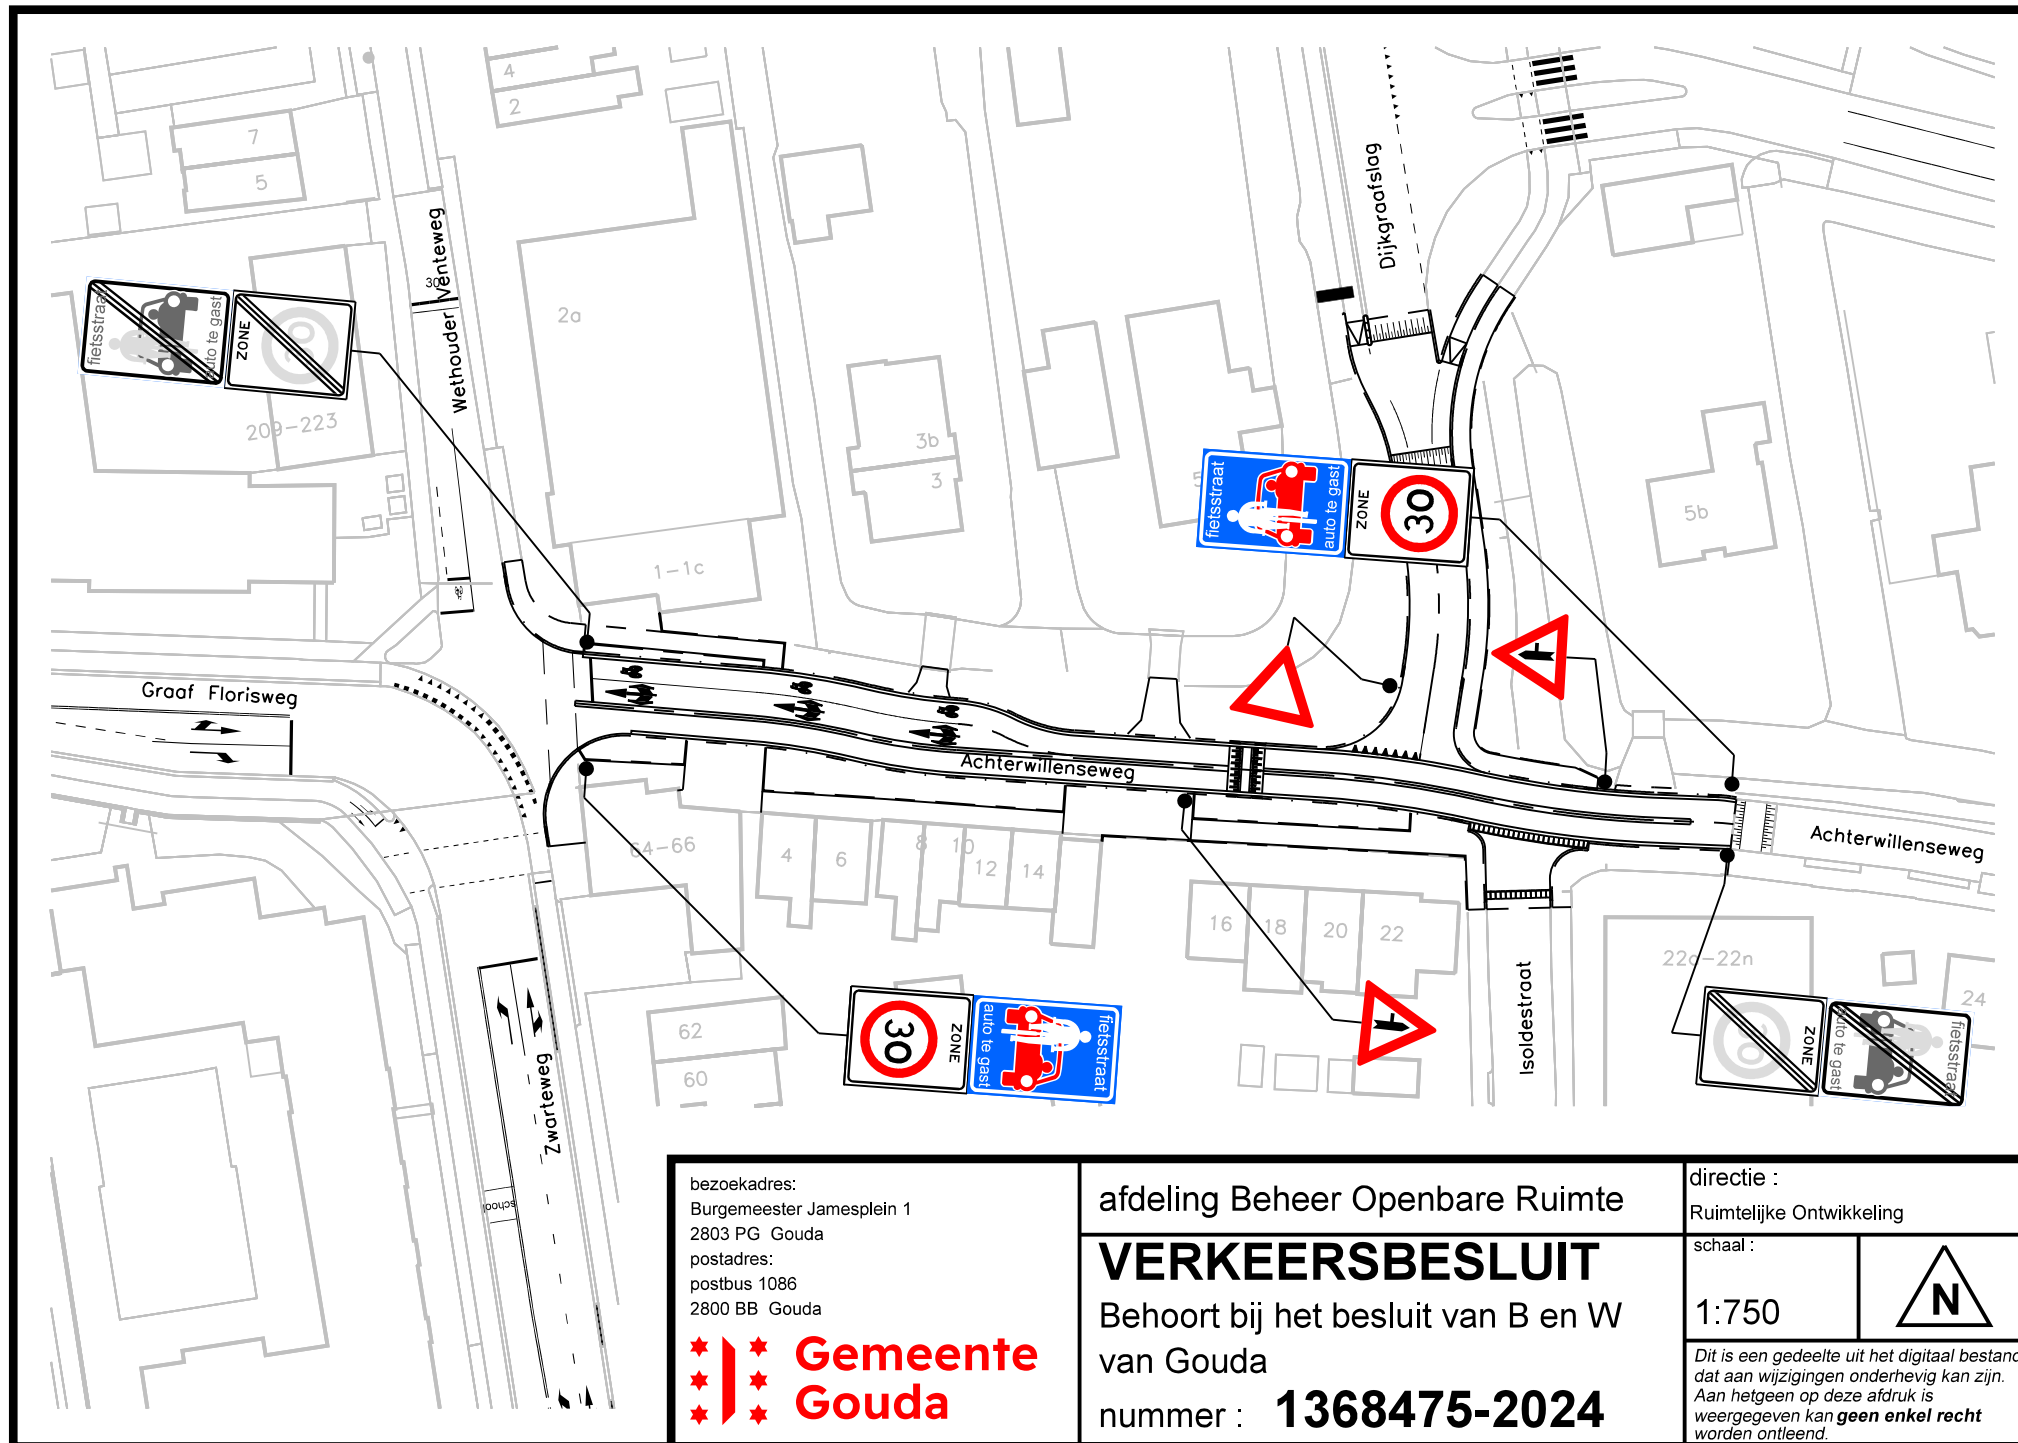 4
2
7
5
Wethouder Venteweg
30
2a
Dijkgraafslag
fietsstraat
auto te gast
ZONE
30
209-223
3b
3
5
fietsstraat
auto te gast
ZONE
30
5b
1-1c
Graaf Florisweg
Achterwillenseweg
Achterwillenseweg
64-66
4
6
8
10
12
14
16
18
20
22
22a-22n
24
Isoldestraat
62
60
Zwarteweg
school
30
ZONE
auto te gast
fietsstraat
30
ZONE
auto te gast
fietsstraat
bezoekadres:
Burgemeester Jamesplein 1
2803 PG Gouda
postadres:
postbus 1086
2800 BB Gouda
Gemeente
Gouda
afdeling Beheer Openbare Ruimte
VERKEERSBESLUIT
Behoort bij het besluit van B en W
van Gouda
nummer : 1368475-2024
directie :
Ruimtelijke Ontwikkeling
schaal :
1:750
N
Dit is een gedeelte uit het digitaal bestand
dat aan wijzigingen onderhevig kan zijn.
Aan hetgeen op deze afdruk is
weergegeven kan geen enkel recht
worden ontleend.